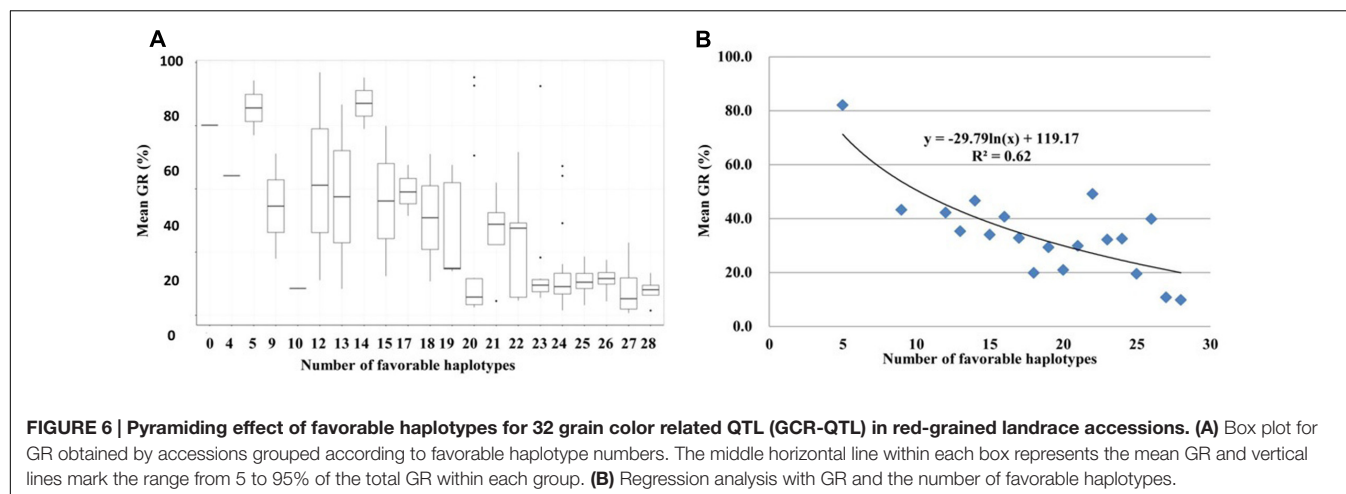 A
100
80
60
40
20
0
Mean GR (%)
0 4 5 9 10 12 13 14 15 17 18 19 20 21 22 23 24 25 26 27 28
Number of favorable haplotypes
B
100.0
80.0
60.0
40.0
20.0
0.0
Mean GR (%)
y = -29.79ln(x) + 119.17
R² = 0.62
0 5 10 15 20 25 30
Number of favorable haplotypes
FIGURE 6 | Pyramiding effect of favorable haplotypes for 32 grain color related QTL (GCR-QTL) in red-grained landrace accessions. (A) Box plot for
GR obtained by accessions grouped according to favorable haplotype numbers. The middle horizontal line within each box represents the mean GR and vertical
lines mark the range from 5 to 95% of the total GR within each group. (B) Regression analysis with GR and the number of favorable haplotypes.